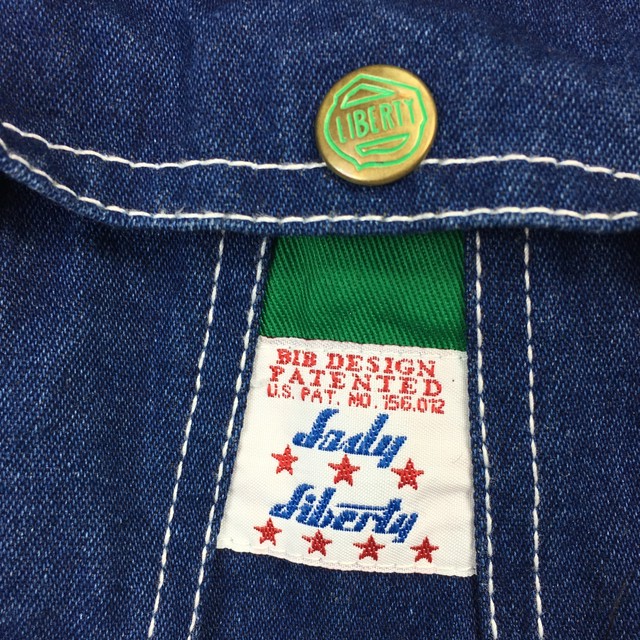 LIBERTY
BIB DESIGN
PATENTED
U.S. PAT. NO. 156.012
Lady
Liberty